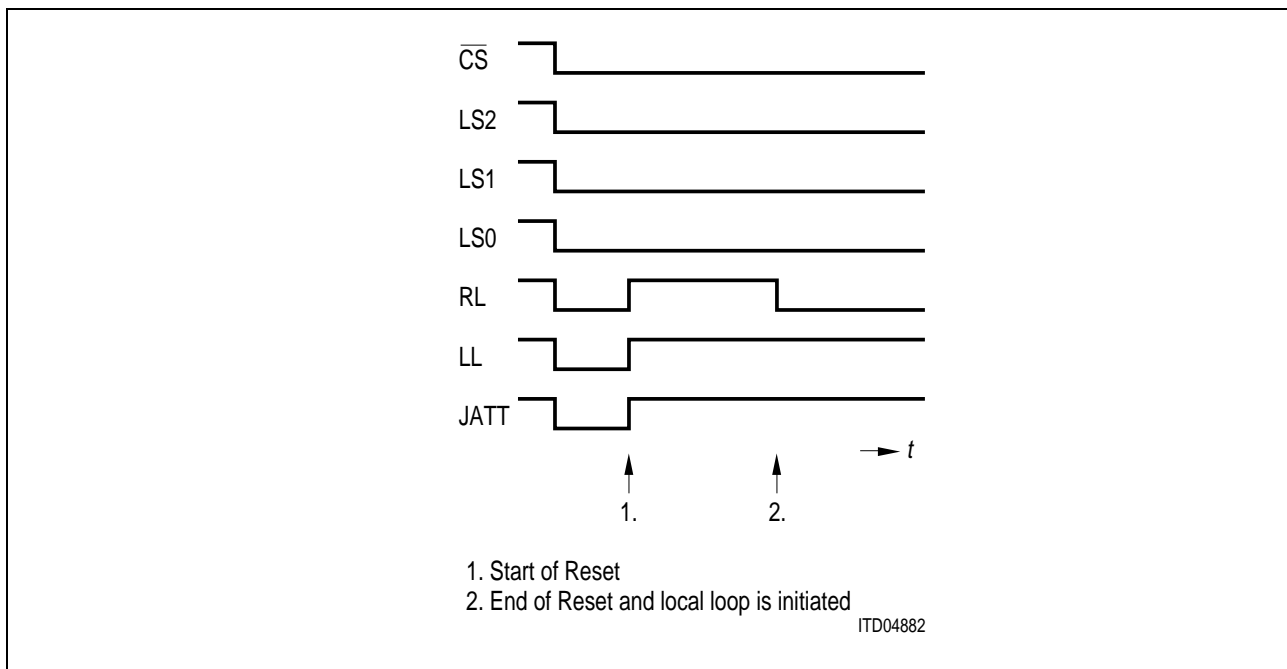 CS
LS2
LS1
LS0
RL
LL
JATT
t
1. 2.
1. Start of Reset
2. End of Reset and local loop is initiated
ITD04882